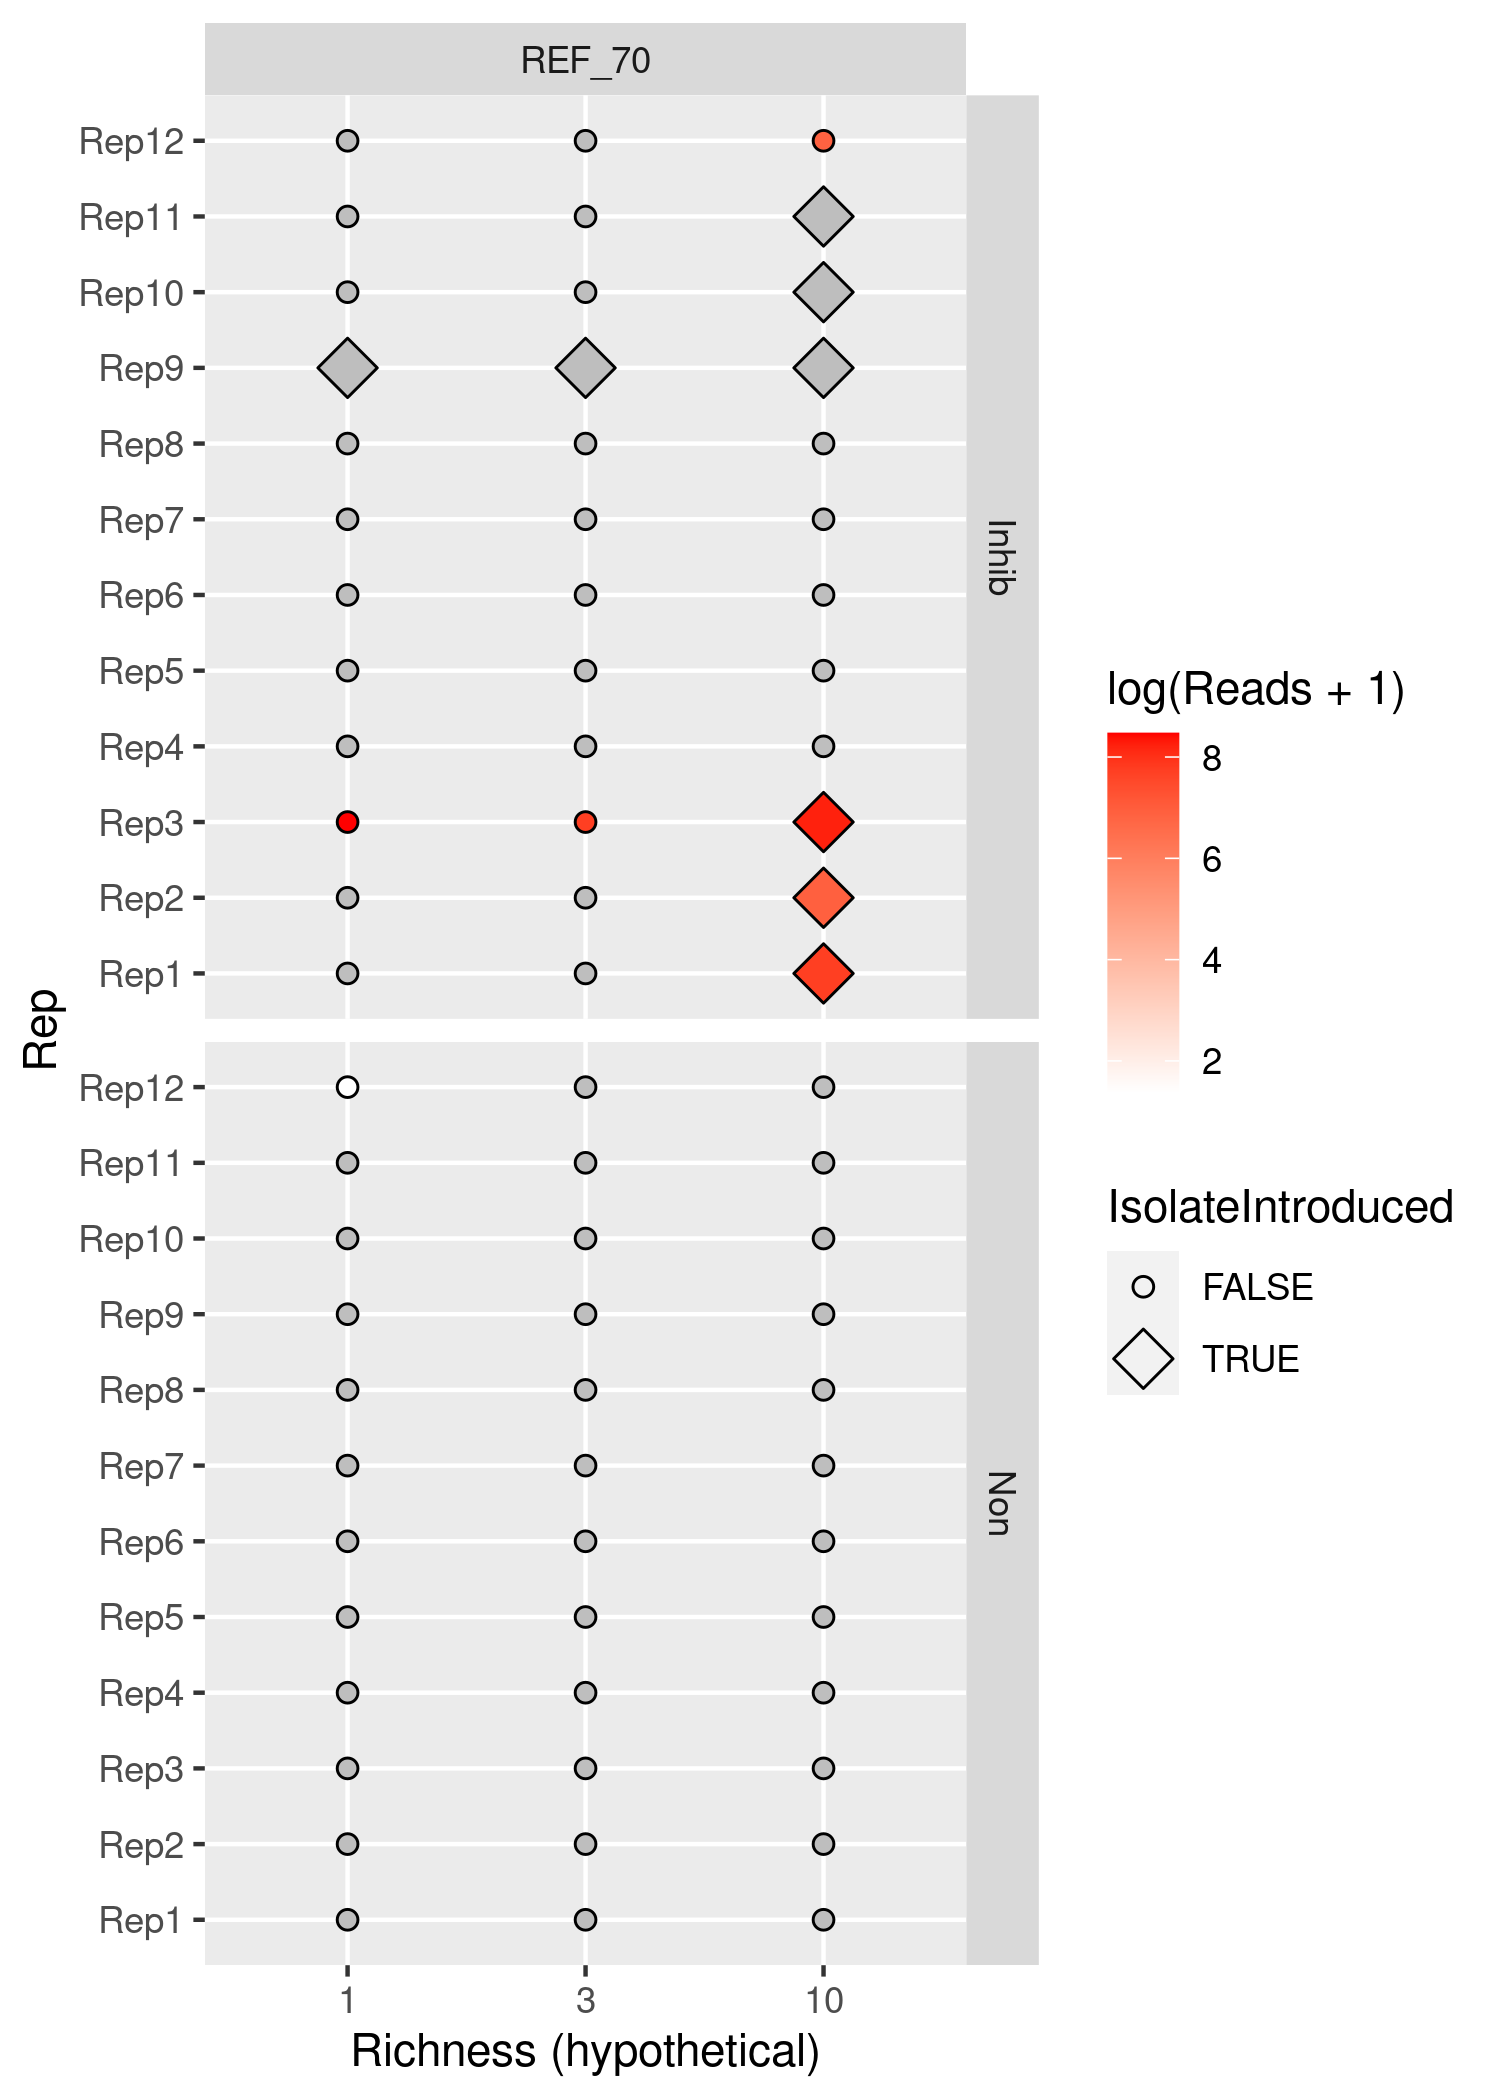 REF_70
Rep12
Rep11
Rep10
Rep9
Rep8
Rep7
Rep6
Rep5
Rep4
Rep3
Rep2
Rep1
Inhib
Rep
Rep12
Rep11
Rep10
Rep9
Rep8
Rep7
Rep6
Rep5
Rep4
Rep3
Rep2
Rep1
Non
1 3 10
Richness (hypothetical)
log(Reads + 1)
8
6
4
2
IsolateIntroduced
FALSE
TRUE